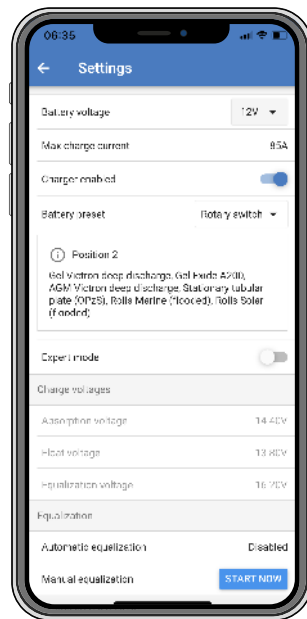 06:35
Settings
Battery voltage 12V
Max charge current 85A
Charger enabled
Battery preset Rotary switch
Position 2
Gel Victron deep discharge, Gel Exide A200,
AGM Victron deep discharge, Stationary tubular
plate (OPzS), Rolls Marine (flooded), Rolls Solar
(flooded)
Expert mode
Charge voltages
Absorption voltage 14.40V
Float voltage 13.80V
Equalization voltage 16.20V
Equalization
Automatic equalization Disabled
Manual equalization START NOW